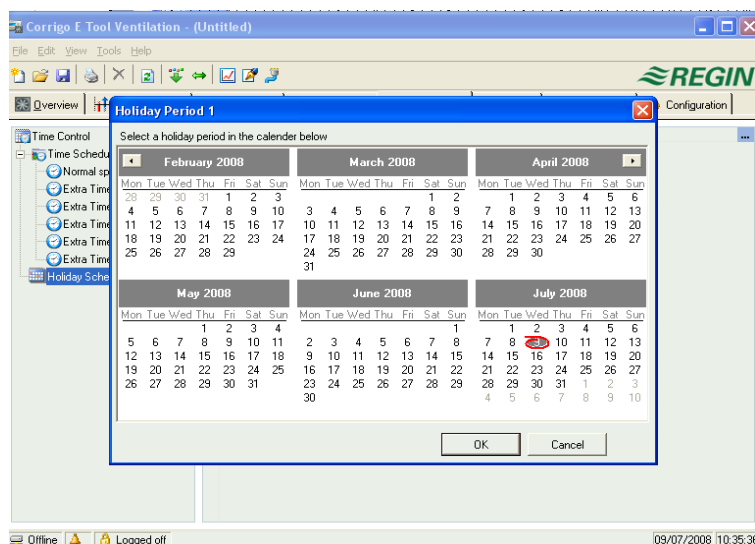 Corrigo E Tool Ventilation - (Untitled)
File Edit View Tools Help
REGIN
Overview
Configuration
Time Control
Time Schedu
Normal sp
Extra Time
Extra Time
Extra Time
Extra Time
Extra Time
Holiday Sche
Holiday Period 1
Select a holiday period in the calender below
February 2008
Mon Tue Wed Thu Fri Sat Sun
28 29 30 31 1 2 3
4 5 6 7 8 9 10
11 12 13 14 15 16 17
18 19 20 21 22 23 24
25 26 27 28 29
March 2008
Mon Tue Wed Thu Fri Sat Sun
1 2
3 4 5 6 7 8 9
10 11 12 13 14 15 16
17 18 19 20 21 22 23
24 25 26 27 28 29 30
31
April 2008
Mon Tue Wed Thu Fri Sat Sun
1 2 3 4 5 6
7 8 9 10 11 12 13
14 15 16 17 18 19 20
21 22 23 24 25 26 27
28 29 30
May 2008
Mon Tue Wed Thu Fri Sat Sun
1 2 3 4
5 6 7 8 9 10 11
12 13 14 15 16 17 18
19 20 21 22 23 24 25
26 27 28 29 30 31
June 2008
Mon Tue Wed Thu Fri Sat Sun
1
2 3 4 5 6 7 8
9 10 11 12 13 14 15
16 17 18 19 20 21 22
23 24 25 26 27 28 29
30
July 2008
Mon Tue Wed Thu Fri Sat Sun
1 2 3 4 5 6
7 8 10 11 12 13
14 15 16 17 18 19 20
21 22 23 24 25 26 27
28 29 30 31 1 2 3
4 5 6 7 8 9 10
OK Cancel
Offline Logged off 09/07/2008